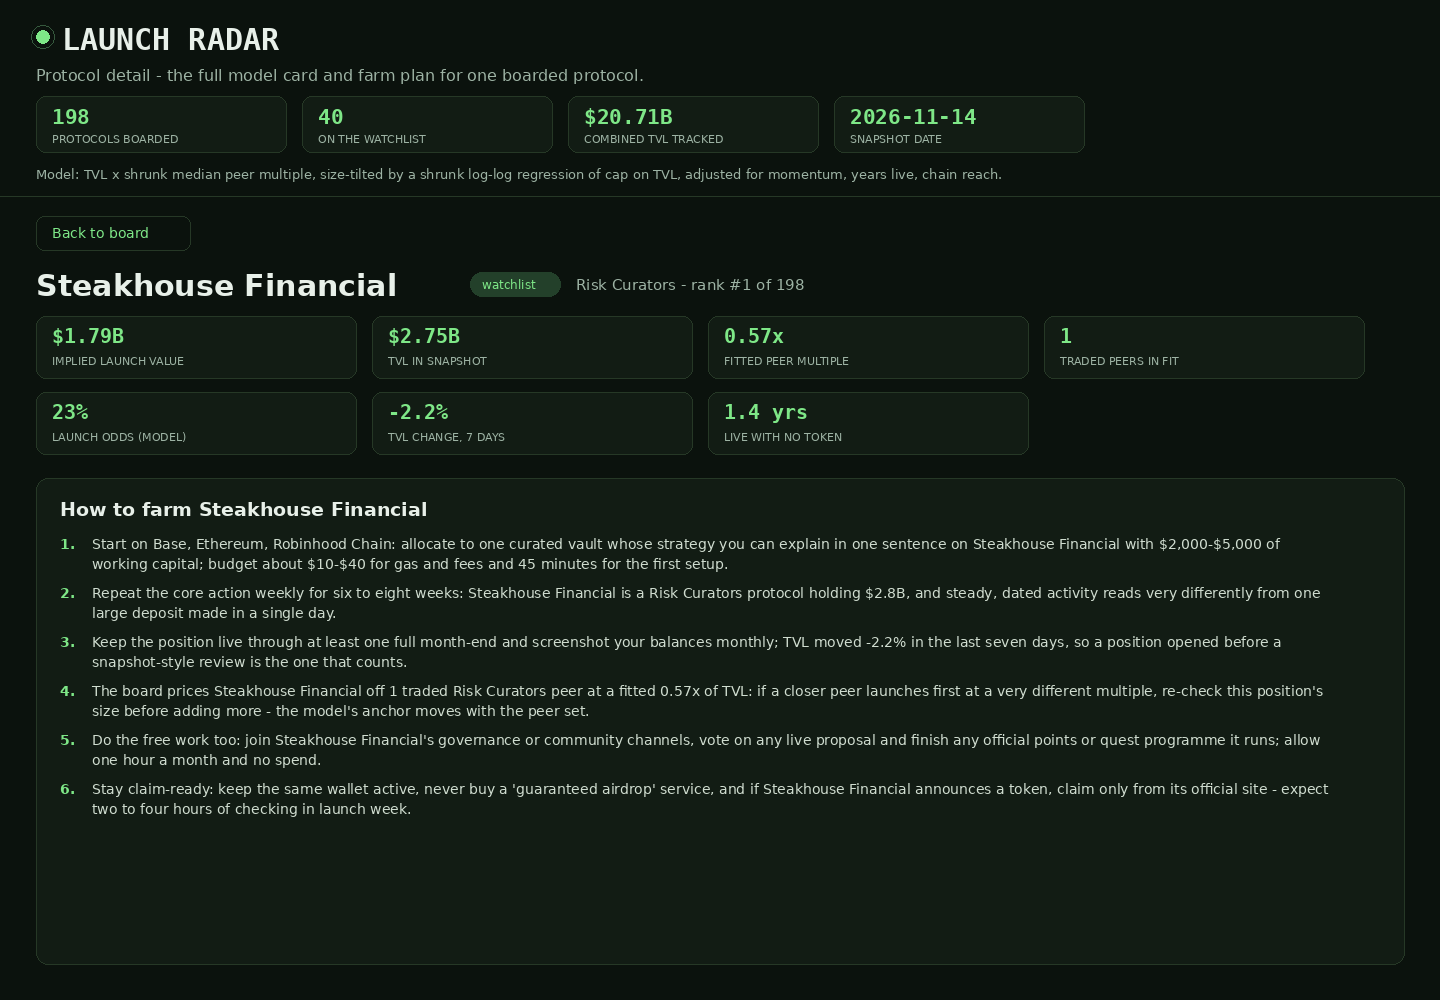 LAUNCH RADAR
Protocol detail - the full model card and farm plan for one boarded protocol.
198
PROTOCOLS BOARDED
40
ON THE WATCHLIST
$20.71B
COMBINED TVL TRACKED
2026-11-14
SNAPSHOT DATE
Model: TVL x shrunk median peer multiple, size-tilted by a shrunk log-log regression of cap on TVL, adjusted for momentum, years live, chain reach.
Back to board
Steakhouse Financial
watchlist
Risk Curators - rank #1 of 198
$1.79B
IMPLIED LAUNCH VALUE
$2.75B
TVL IN SNAPSHOT
0.57x
FITTED PEER MULTIPLE
1
TRADED PEERS IN FIT
23%
LAUNCH ODDS (MODEL)
-2.2%
TVL CHANGE, 7 DAYS
1.4 yrs
LIVE WITH NO TOKEN
How to farm Steakhouse Financial
1. Start on Base, Ethereum, Robinhood Chain: allocate to one curated vault whose strategy you can explain in one sentence on Steakhouse Financial with $2,000-$5,000 of
working capital; budget about $10-$40 for gas and fees and 45 minutes for the first setup.
2. Repeat the core action weekly for six to eight weeks: Steakhouse Financial is a Risk Curators protocol holding $2.8B, and steady, dated activity reads very differently from one
large deposit made in a single day.
3. Keep the position live through at least one full month-end and screenshot your balances monthly; TVL moved -2.2% in the last seven days, so a position opened before a
snapshot-style review is the one that counts.
4. The board prices Steakhouse Financial off 1 traded Risk Curators peer at a fitted 0.57x of TVL: if a closer peer launches first at a very different multiple, re-check this position's
size before adding more - the model's anchor moves with the peer set.
5. Do the free work too: join Steakhouse Financial's governance or community channels, vote on any live proposal and finish any official points or quest programme it runs; allow
one hour a month and no spend.
6. Stay claim-ready: keep the same wallet active, never buy a 'guaranteed airdrop' service, and if Steakhouse Financial announces a token, claim only from its official site - expect
two to four hours of checking in launch week.